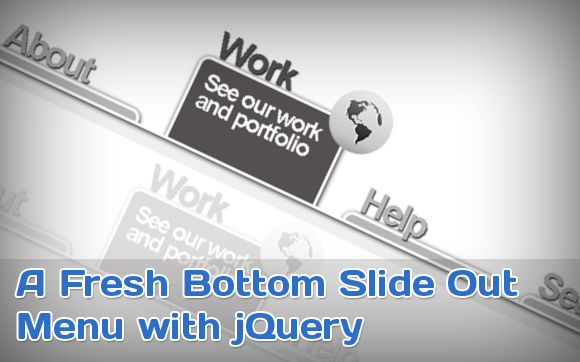 About
Work
See our work
and portfolio
Help
Se
Work
See our work
and portfolio
A Fresh Bottom Slide Out
Menu with jQuery